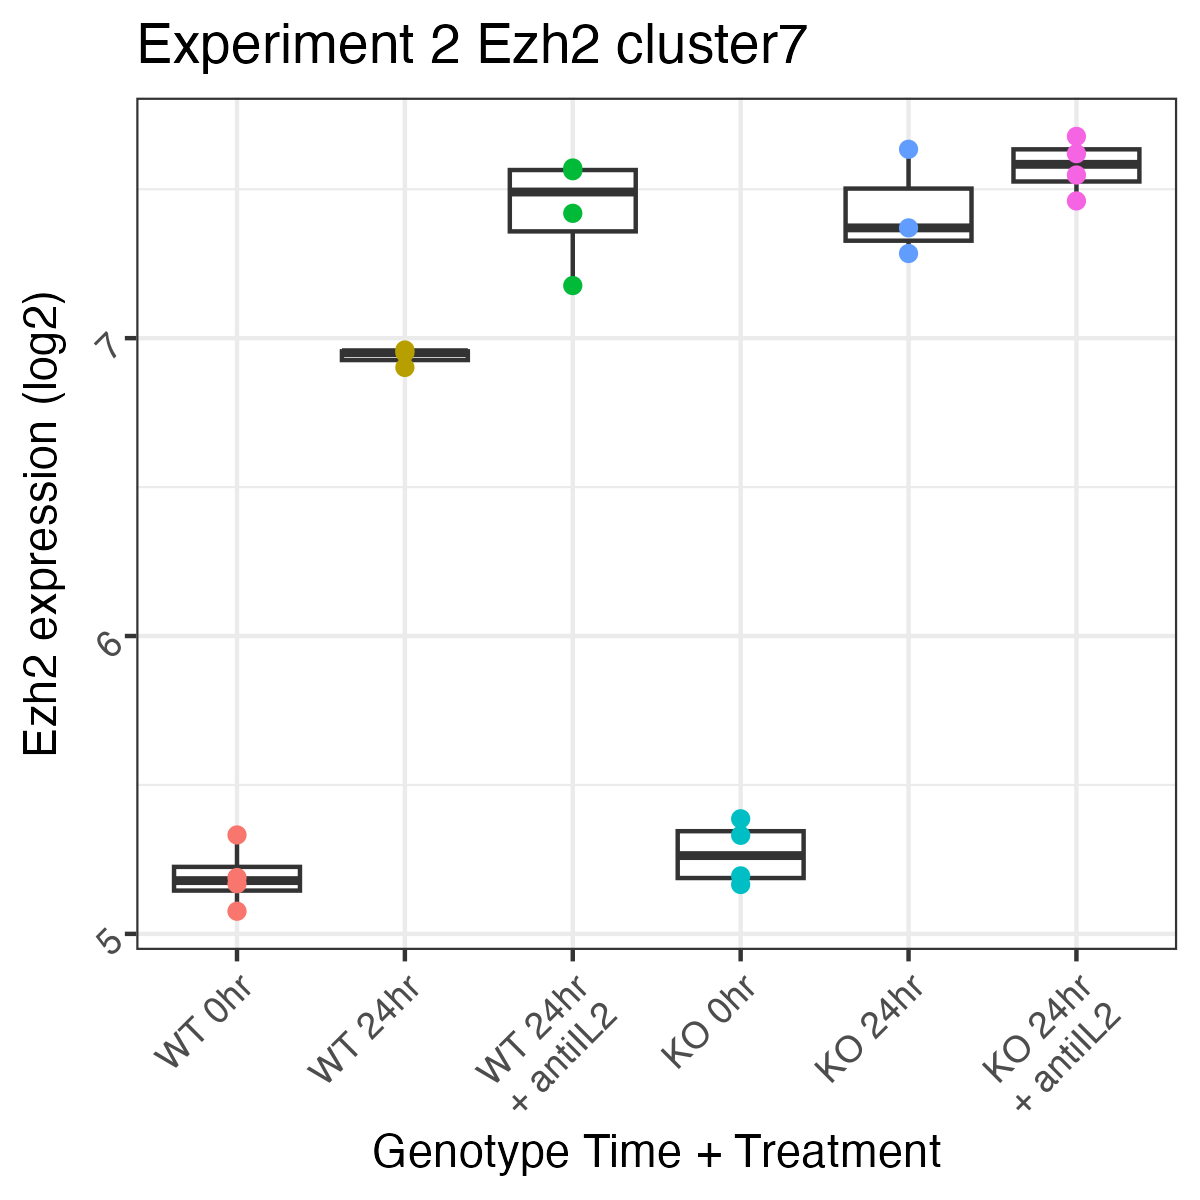 Experiment 2 Ezh2 cluster7
Ezh2 expression (log2)
7
6
5
WT 0hr
WT 24hr
WT 24hr
+ antiIL2
KO 0hr
KO 24hr
KO 24hr
+ antiIL2
Genotype Time + Treatment